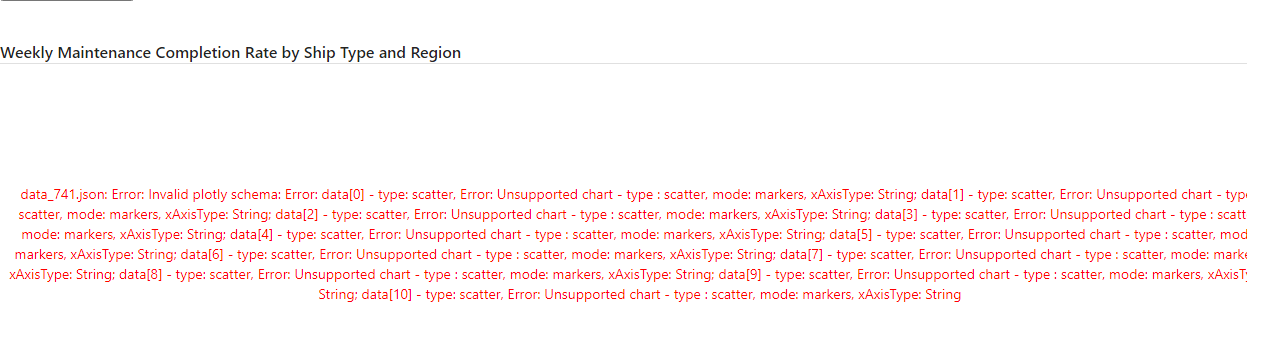 Weekly Maintenance Completion Rate by Ship Type and Region
data_741.json: Error: Invalid plotly schema: Error: data[0] - type: scatter, Error: Unsupported chart - type : scatter, mode: markers, xAxisType: String; data[1] - type: scatter, Error: Unsupported chart - type
scatter, mode: markers, xAxisType: String; data[2] - type: scatter, Error: Unsupported chart - type : scatter, mode: markers, xAxisType: String; data[3] - type: scatter, Error: Unsupported chart - type : scatt
mode: markers, xAxisType: String; data[4] - type: scatter, Error: Unsupported chart - type : scatter, mode: markers, xAxisType: String; data[5] - type: scatter, Error: Unsupported chart - type : scatter, mod
markers, xAxisType: String; data[6] - type: scatter, Error: Unsupported chart - type : scatter, mode: markers, xAxisType: String; data[7] - type: scatter, Error: Unsupported chart - type : scatter, mode: marke
xAxisType: String; data[8] - type: scatter, Error: Unsupported chart - type : scatter, mode: markers, xAxisType: String; data[9] - type: scatter, Error: Unsupported chart - type : scatter, mode: markers, xAxisT
String; data[10] - type: scatter, Error: Unsupported chart - type : scatter, mode: markers, xAxisType: String